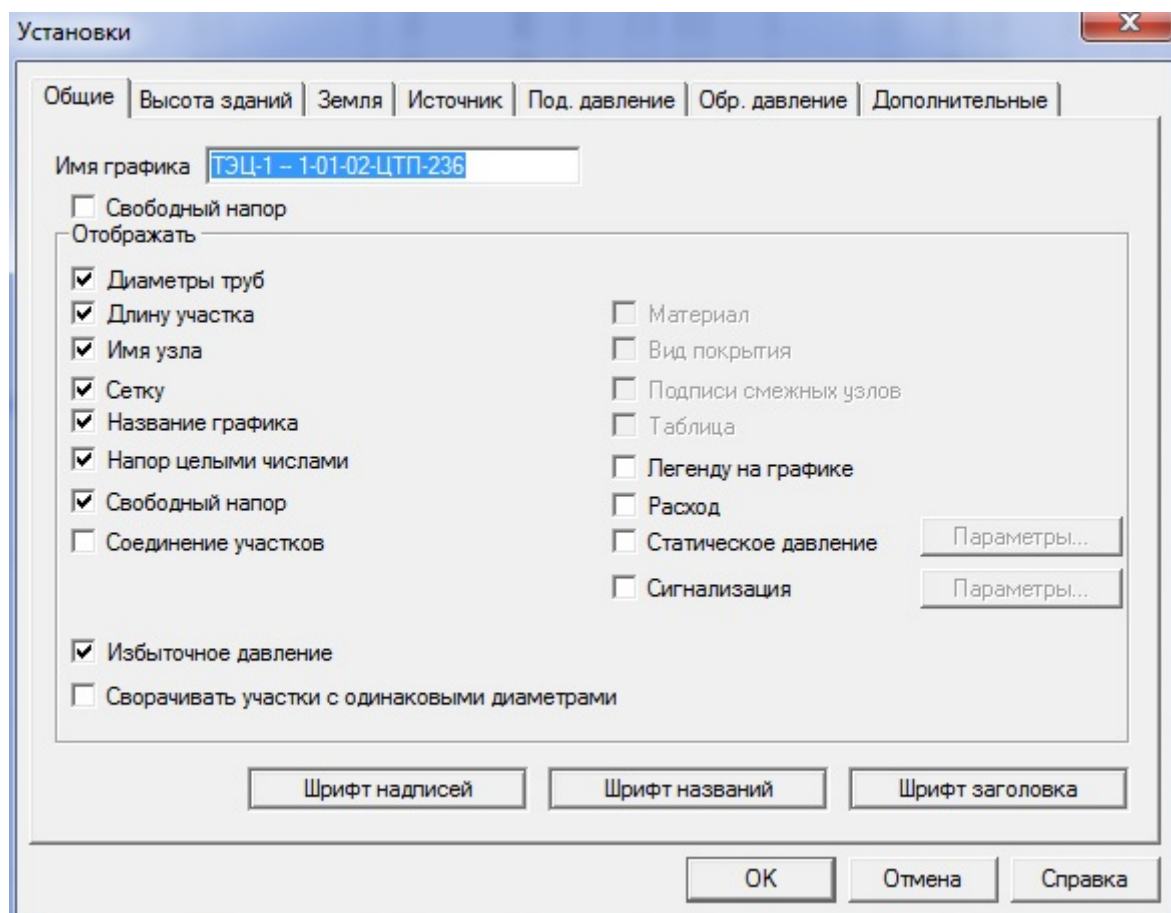 Установки
Общие Высота зданий Земля Источник Под. давление Обр. давление Дополнительные
Имя графика ТЭЦ-1 -- 1-01-02-ЦТП-236
Свободный напор
Отображать
Диаметры труб
Длину участка
Имя узла
Сетку
Название графика
Напор целыми числами
Свободный напор
Соединение участков
Материал
Вид покрытия
Подписи смежных узлов
Таблица
Легенду на графике
Расход
Статическое давление Параметры...
Сигнализация Параметры...
Избыточное давление
Сворачивать участки с одинаковыми диаметрами
Шрифт надписей Шрифт названий Шрифт заголовка
OK Отмена Справка